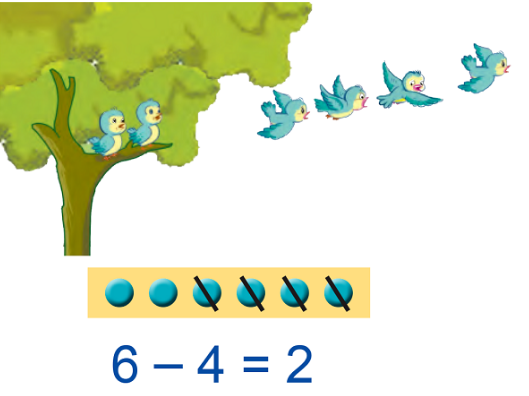 6 – 4 = 2